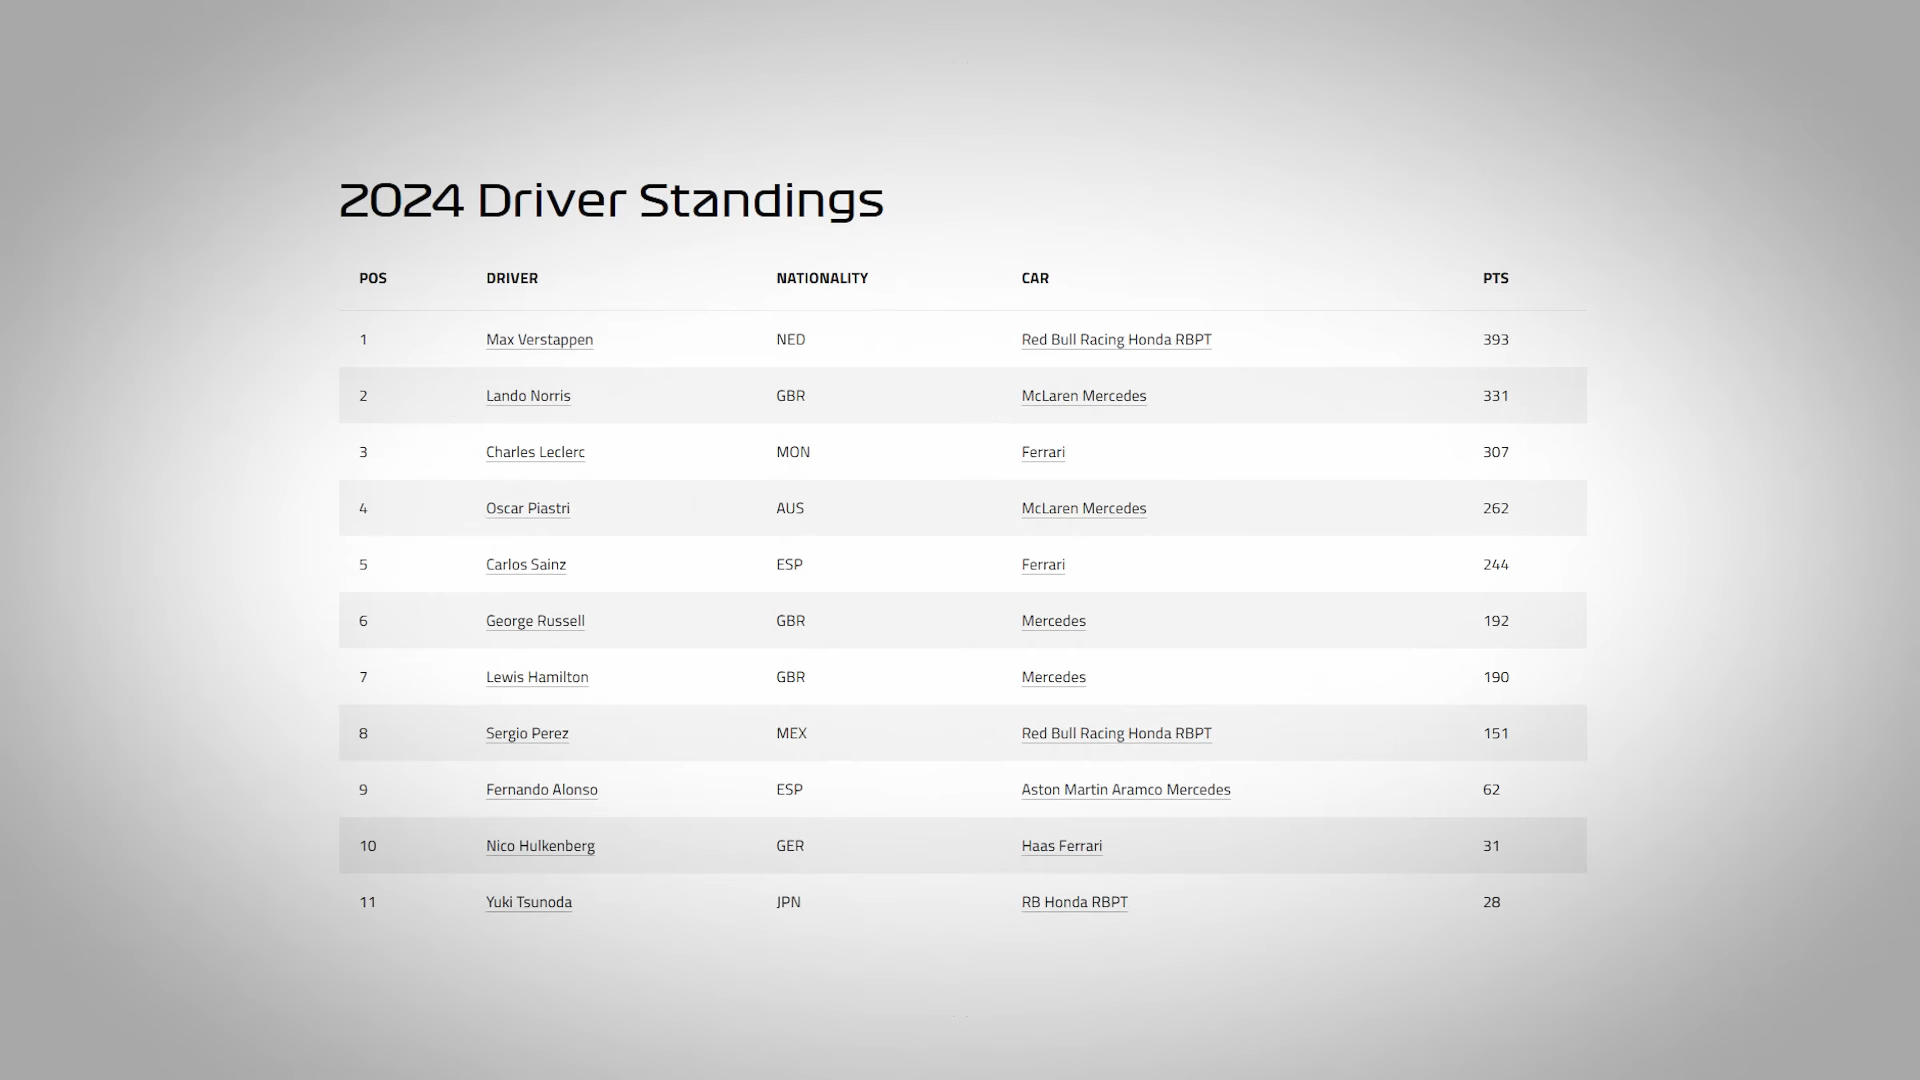 2024 Driver Standings
POS DRIVER NATIONALITY CAR PTS
1 Max Verstappen NED Red Bull Racing Honda RBPT 393
2 Lando Norris GBR McLaren Mercedes 331
3 Charles Leclerc MON Ferrari 307
4 Oscar Piastri AUS McLaren Mercedes 262
5 Carlos Sainz ESP Ferrari 244
6 George Russell GBR Mercedes 192
7 Lewis Hamilton GBR Mercedes 190
8 Sergio Perez MEX Red Bull Racing Honda RBPT 151
9 Fernando Alonso ESP Aston Martin Aramco Mercedes 62
10 Nico Hulkenberg GER Haas Ferrari 31
11 Yuki Tsunoda JPN RB Honda RBPT 28